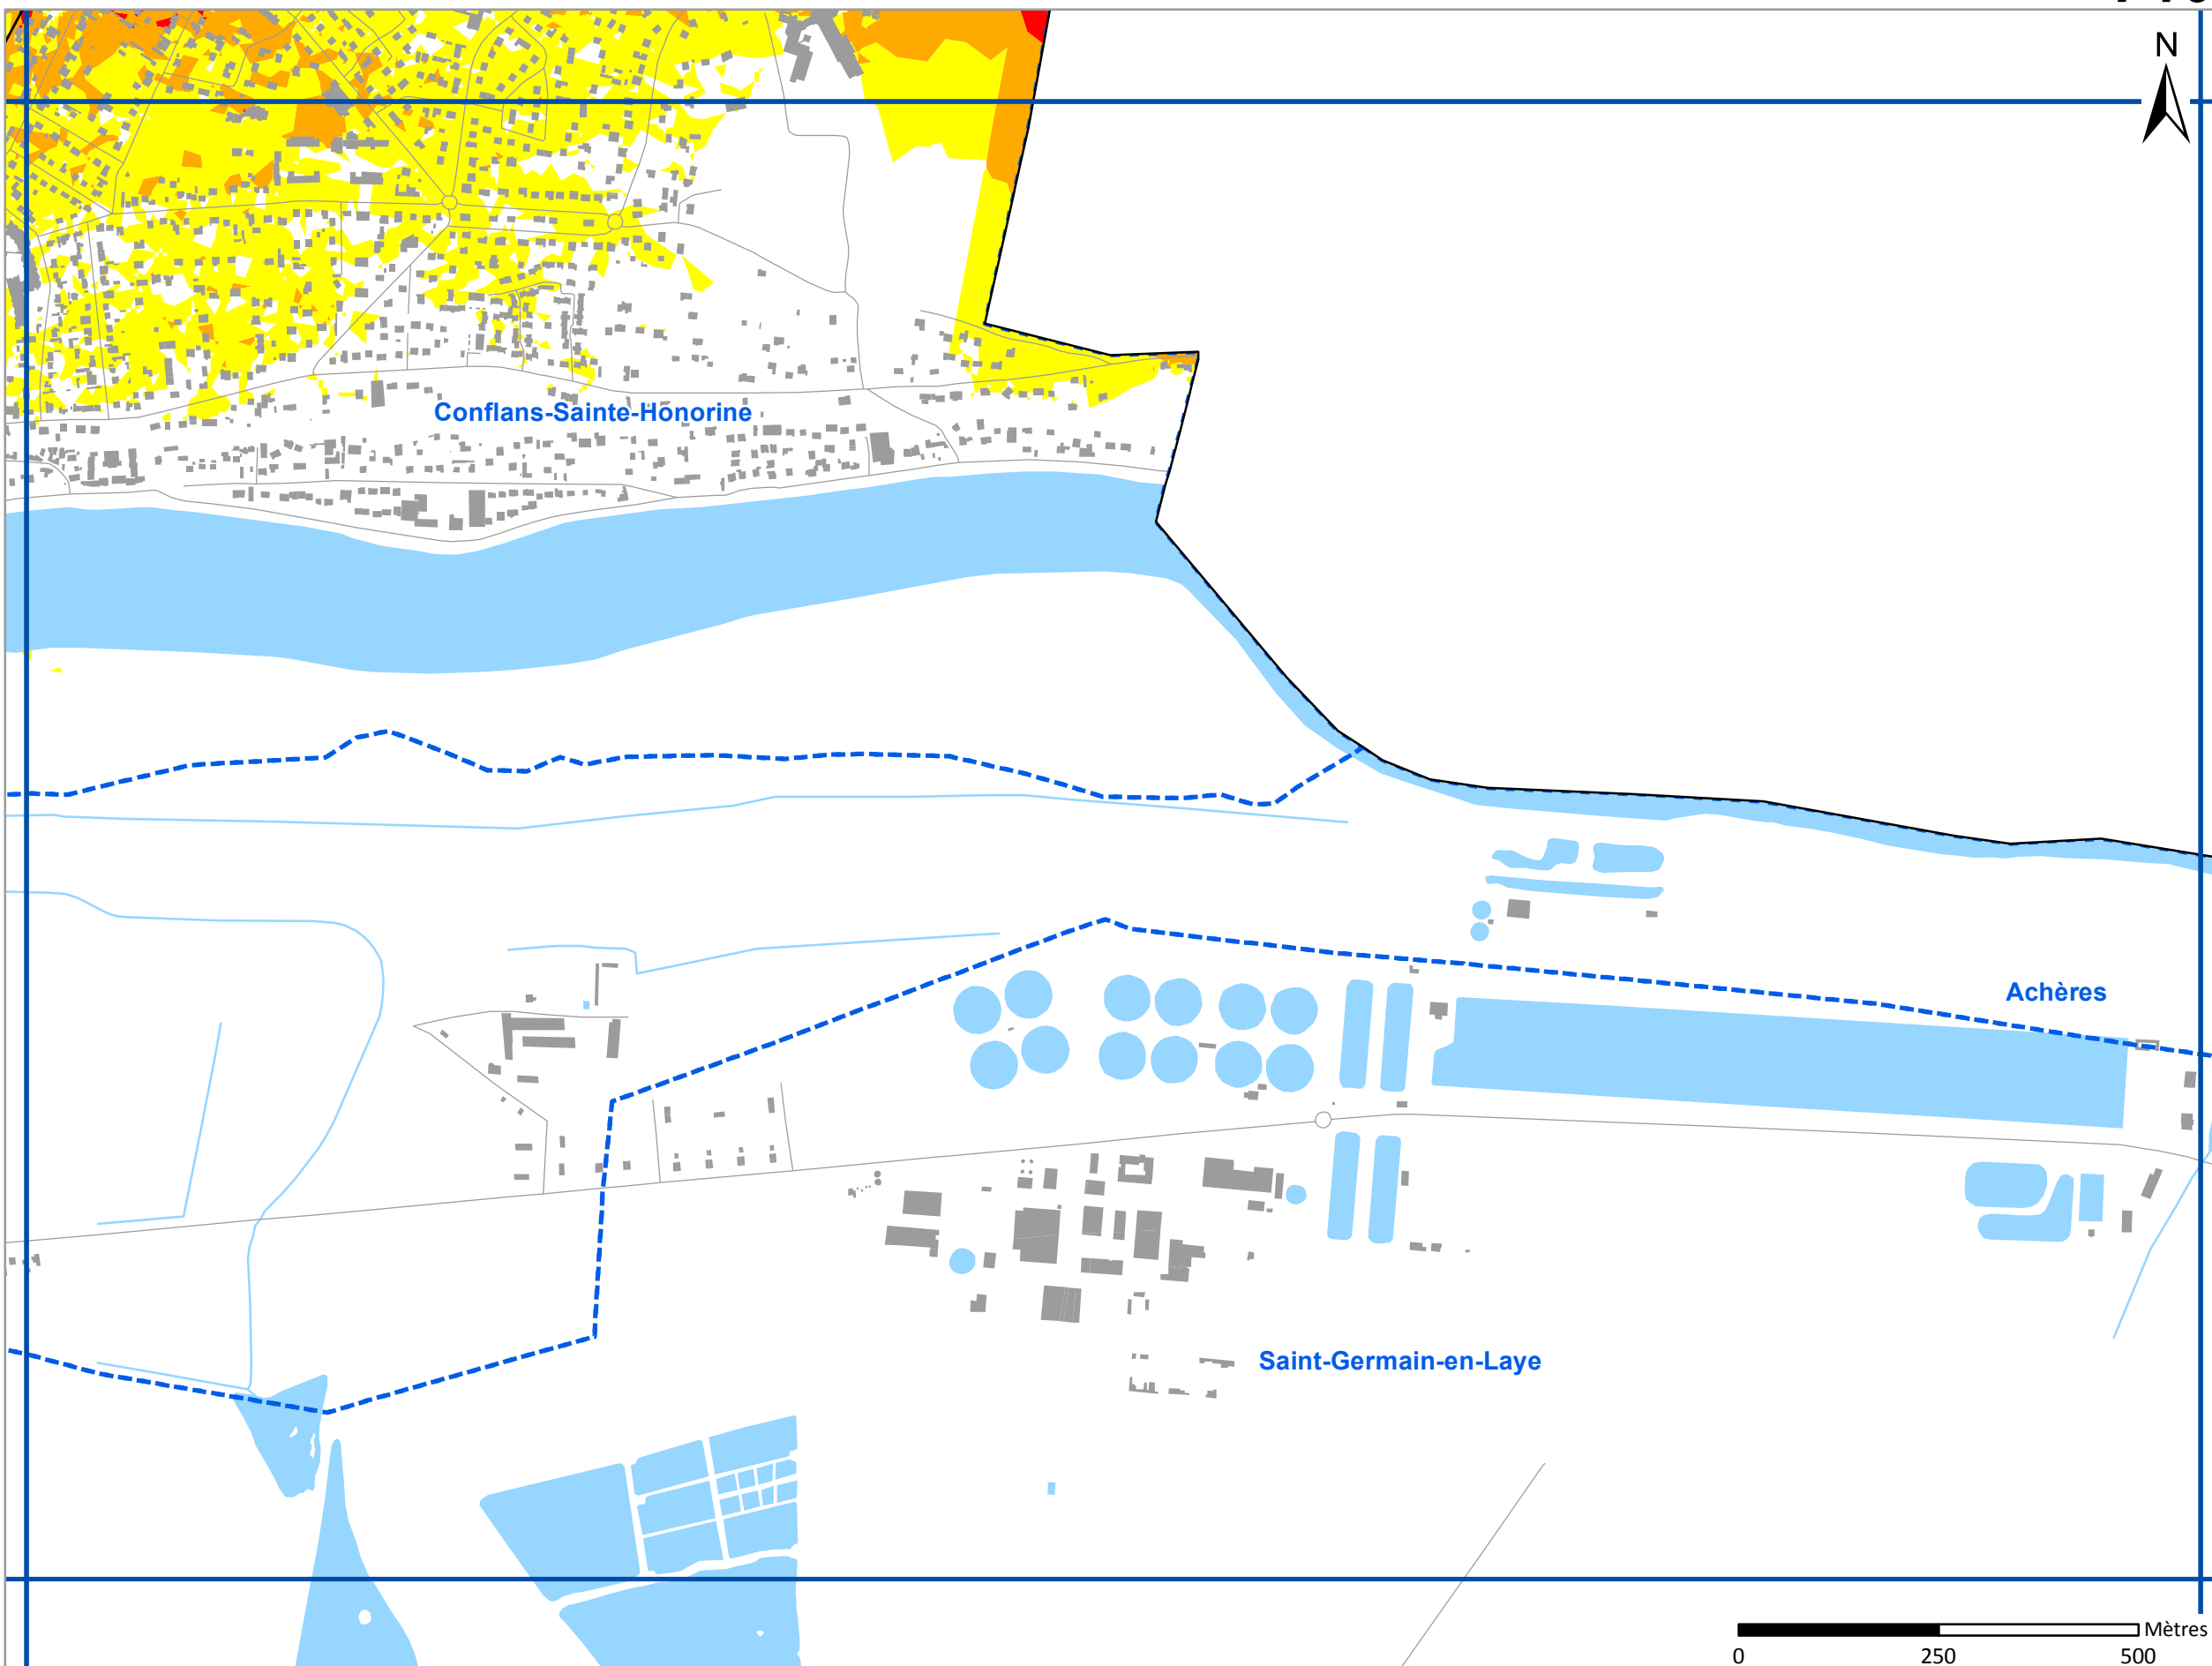 N
Conflans-Sainte-Honorine
Achères
Saint-Germain-en-Laye
Mètres
0 250 500